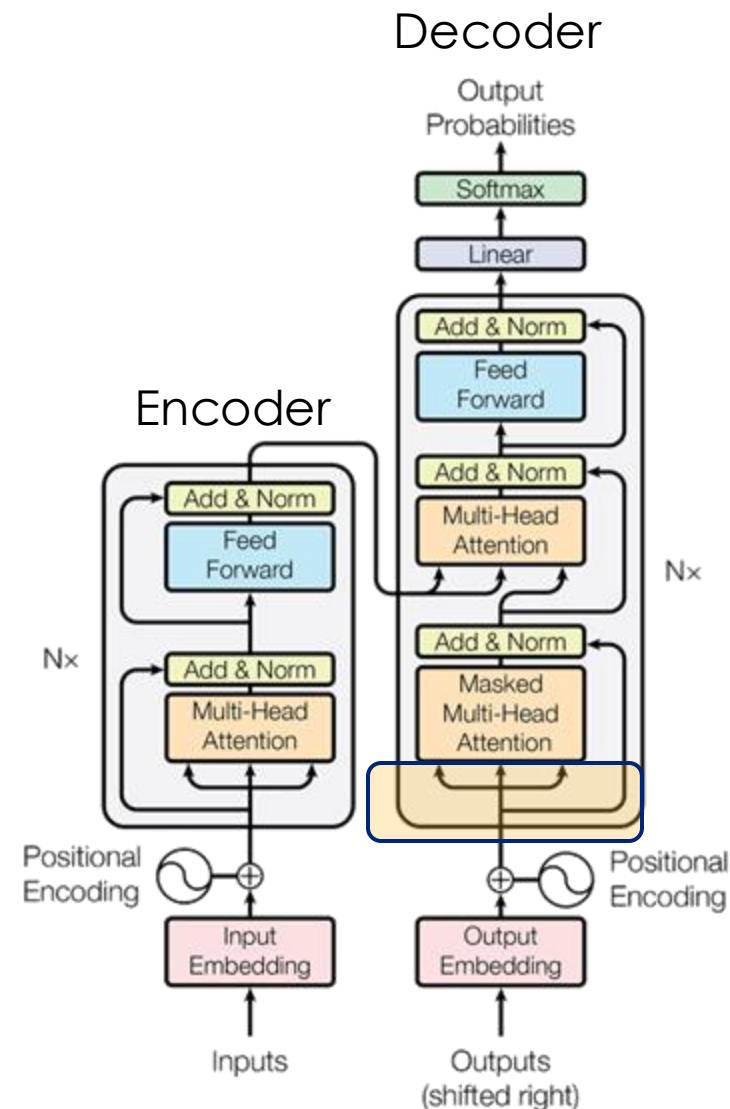 Decoder
Output
Probabilities
Softmax
Linear
Add & Norm
Feed
Forward
Add & Norm
Multi-Head
Attention
Nx
Add & Norm
Masked
Multi-Head
Attention
Positional
Encoding
Output
Embedding
Outputs
(shifted right)
Encoder
Add & Norm
Feed
Forward
Nx
Add & Norm
Multi-Head
Attention
Positional
Encoding
Input
Embedding
Inputs